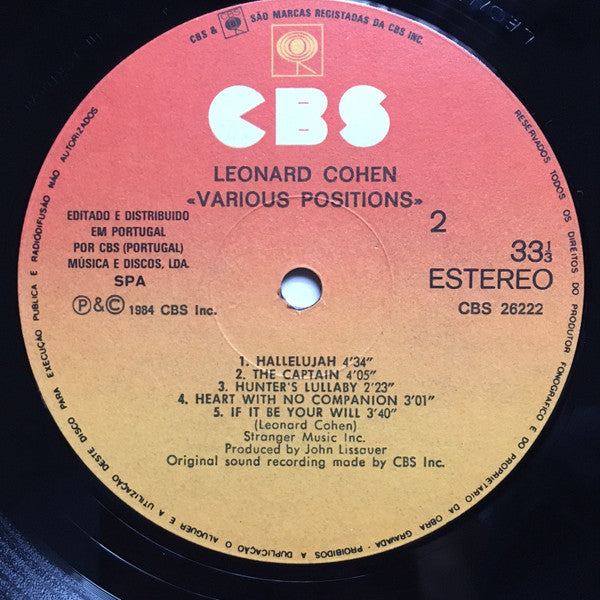 CBS & SÃO MARCAS REGISTADAS DA CBS INC.
CBS
LEONARD COHEN
«VARIOUS POSITIONS»
EDITADO E DISTRIBUIDO
EM PORTUGAL
POR CBS (PORTUGAL)
MÚSICA E DISCOS, LDA.
SPA
Ⓟ&© 1984 CBS Inc.
2
33⅓
ESTEREO
CBS 26222
1. HALLELUJAH 4'34"
2. THE CAPTAIN 4'05"
3. HUNTER'S LULLABY 2'23"
4. HEART WITH NO COMPANION 3'01"
5. IF IT BE YOUR WILL 3'40"
(Leonard Cohen)
Stranger Music Inc.
Produced by John Lissauer
Original sound recording made by CBS Inc.
RESERVADOS TODOS OS DIREITOS DO PRODUTOR FONOGRAFICO E DO PROPRIETARIO DA OBRA GRAVADA - PROIBIDOS A DUPLICAÇÃO O ALUGUER E A UTILIZAÇÃO DESTE DISCO PARA EXECUÇÃO PUBLICA E RADIODIFUSÃO NÃO AUTORIZADOS